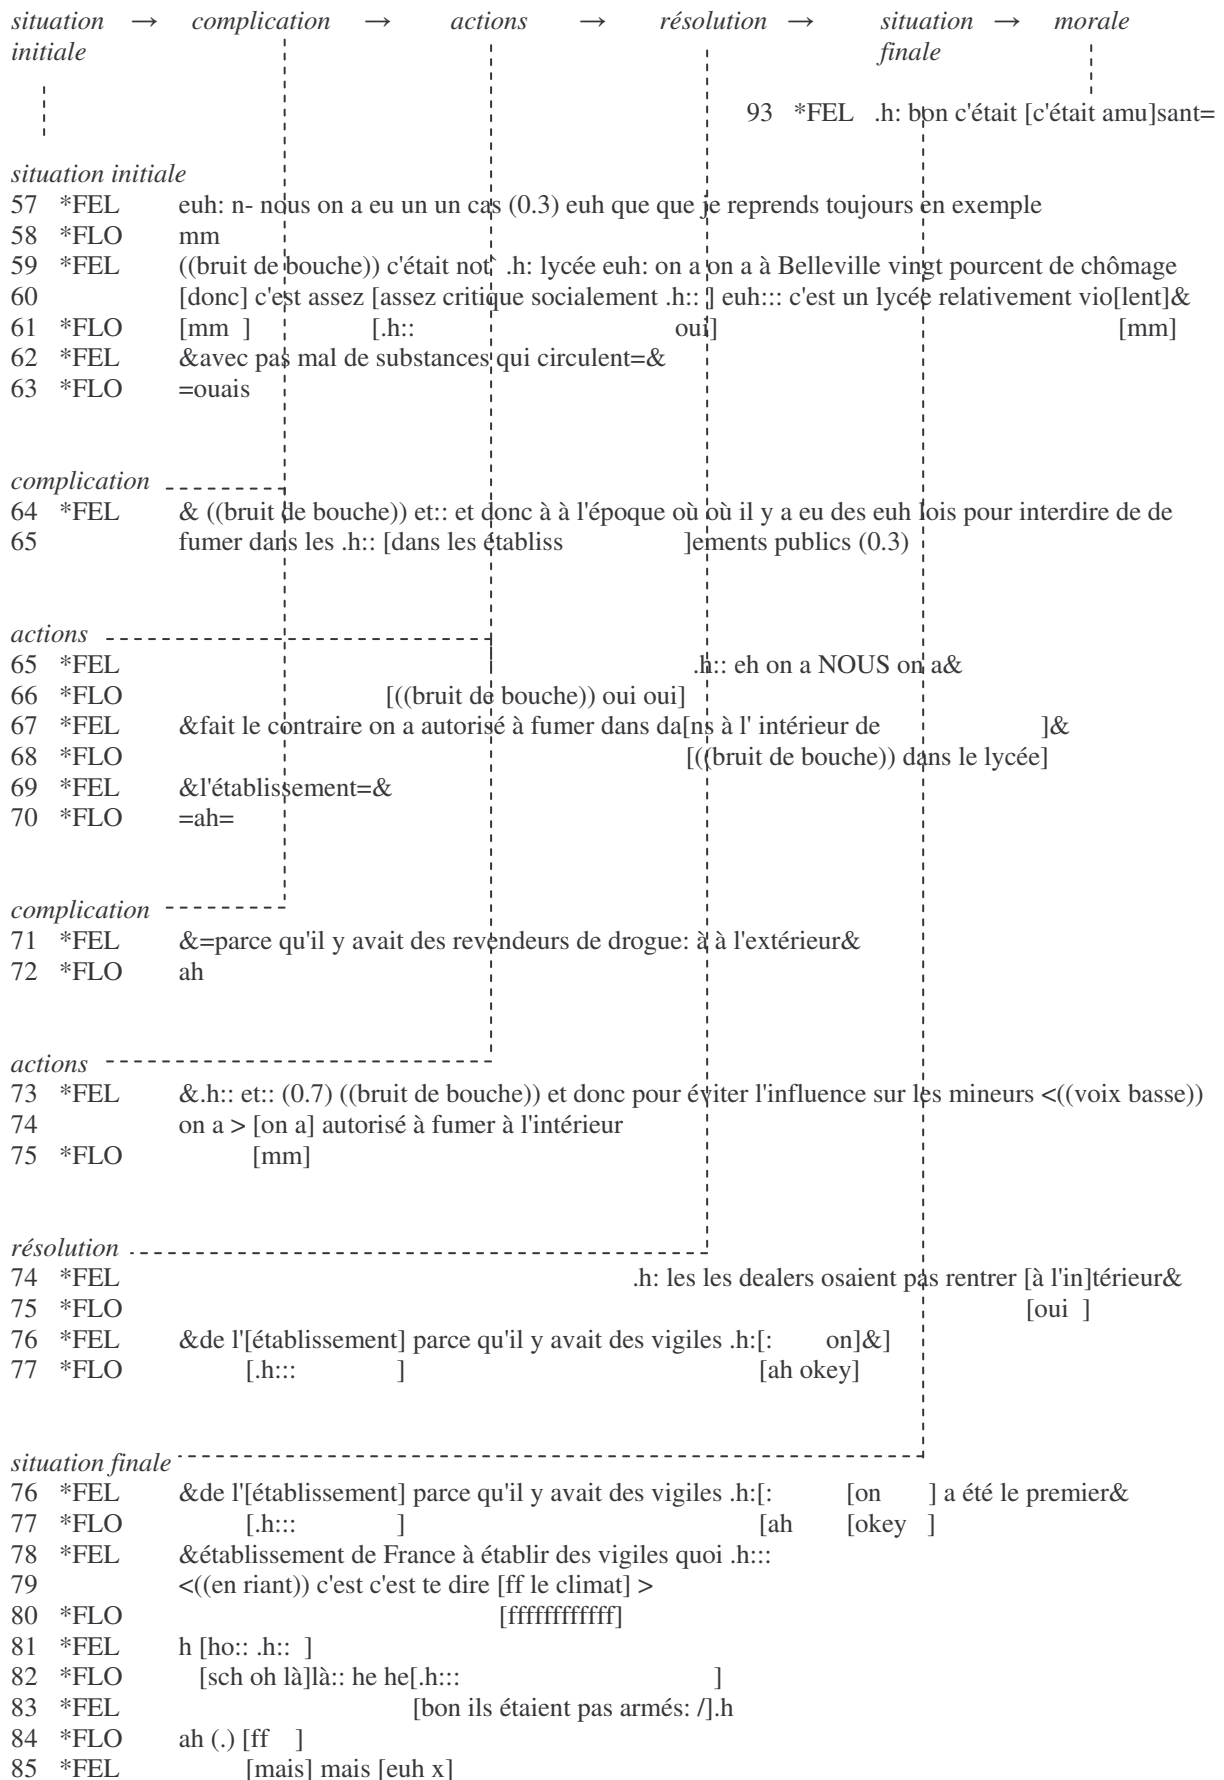 situation → complication → actions → résolution → situation → morale
initiale finale
93 *FEL .h: bon c'était [c'était amu]sant=
situation initiale
57 *FEL euh: n- nous on a eu un un cas (0.3) euh que que je reprends toujours en exemple
58 *FLO mm
59 *FEL ((bruit de bouche)) c'était not` .h: lycée euh: on a on a à Belleville vingt pourcent de chômage
60 [donc] c'est assez [assez critique socialement .h:: ] euh::: c'est un lycée relativement vio[lent]&
61 *FLO [mm ] [.h:: oui] [mm]
62 *FEL &avec pas mal de substances qui circulent=&
63 *FLO =ouais
complication
64 *FEL & ((bruit de bouche)) et:: et donc à à l'époque où où il y a eu des euh lois pour interdire de de
65 fumer dans les .h:: [dans les établiss ]ements publics (0.3)
actions
65 *FEL .h:: eh on a NOUS on a&
66 *FLO [((bruit de bouche)) oui oui]
67 *FEL &fait le contraire on a autorisé à fumer dans da[ns à l' intérieur de ]&
68 *FLO [((bruit de bouche)) dans le lycée]
69 *FEL &l'établissement=&
70 *FLO =ah=
complication
71 *FEL &=parce qu'il y avait des revendeurs de drogue: à à l'extérieur&
72 *FLO ah
actions
73 *FEL &.h:: et:: (0.7) ((bruit de bouche)) et donc pour éviter l'influence sur les mineurs <((voix basse))
74 on a > [on a] autorisé à fumer à l'intérieur
75 *FLO [mm]
résolution
74 *FEL .h: les les dealers osaient pas rentrer [à l'in]térieur&
75 *FLO [oui ]
76 *FEL &de l'[établissement] parce qu'il y avait des vigiles .h:[: on]&]
77 *FLO [.h::: ] [ah okey]
situation finale
76 *FEL &de l'[établissement] parce qu'il y avait des vigiles .h:[: [on ] a été le premier&
77 *FLO [.h::: ] [ah [okey ]
78 *FEL &établissement de France à établir des vigiles quoi .h:::
79 <((en riant)) c'est c'est te dire [ff le climat] >
80 *FLO [ffffffffffff]
81 *FEL h [ho:: .h:: ]
82 *FLO [sch oh là]là:: he he[.h::: ]
83 *FEL [bon ils étaient pas armés: /].h
84 *FLO ah (.) [ff ]
85 *FEL [mais] mais [euh x]